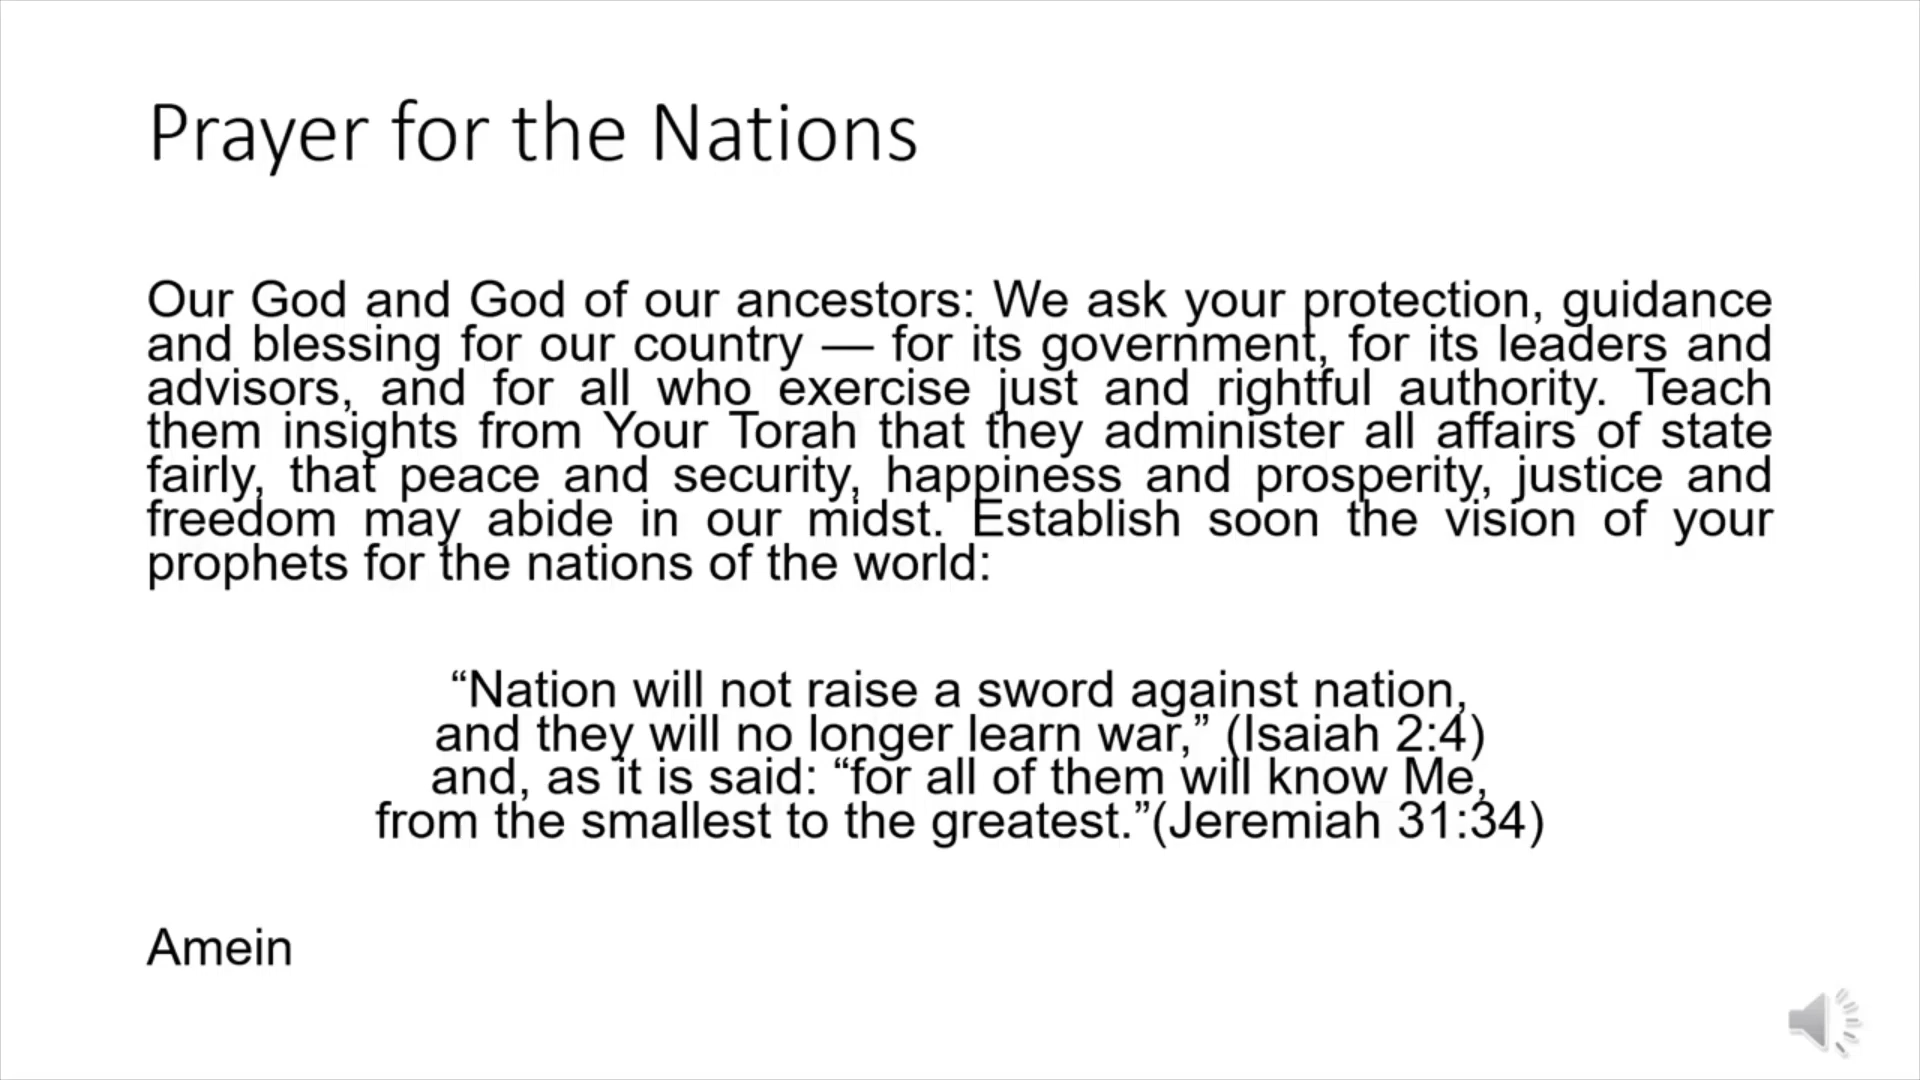 Prayer for the Nations
Our God and God of our ancestors: We ask your protection, guidance
and blessing for our country — for its government, for its leaders and
advisors, and for all who exercise just and rightful authority. Teach
them insights from Your Torah that they administer all affairs of state
fairly, that peace and security, happiness and prosperity, justice and
freedom may abide in our midst. Establish soon the vision of your
prophets for the nations of the world:
“Nation will not raise a sword against nation,
and they will no longer learn war,” (Isaiah 2:4)
and, as it is said: “for all of them will know Me,
from the smallest to the greatest.”(Jeremiah 31:34)
Amein